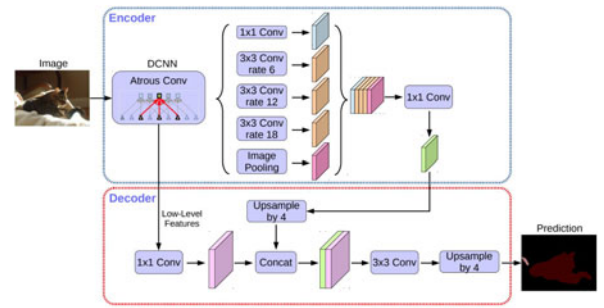 Encoder
Image
DCNN
Atrous Conv
1x1 Conv
3x3 Conv
rate 6
3x3 Conv
rate 12
3x3 Conv
rate 18
Image
Pooling
1x1 Conv
Decoder
Low-Level
Features
Upsample
by 4
1x1 Conv
Concat
3x3 Conv
Upsample
by 4
Prediction